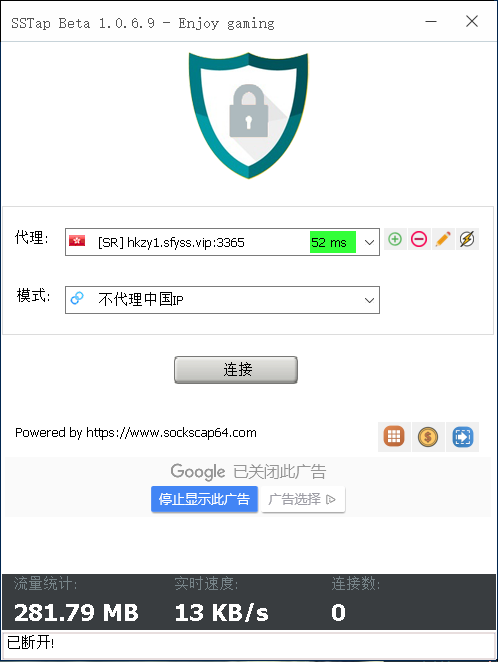 SSTap Beta 1.0.6.9 - Enjoy gaming
代理:
[SR] hkzy1.sfyss.vip:3365
52 ms
模式:
不代理中国IP
连接
Powered by https://www.sockscap64.com
Google 已关闭此广告
停止显示此广告
广告选择
流量统计:
实时速度:
连接数:
281.79 MB
13 KB/s
0
已断开!